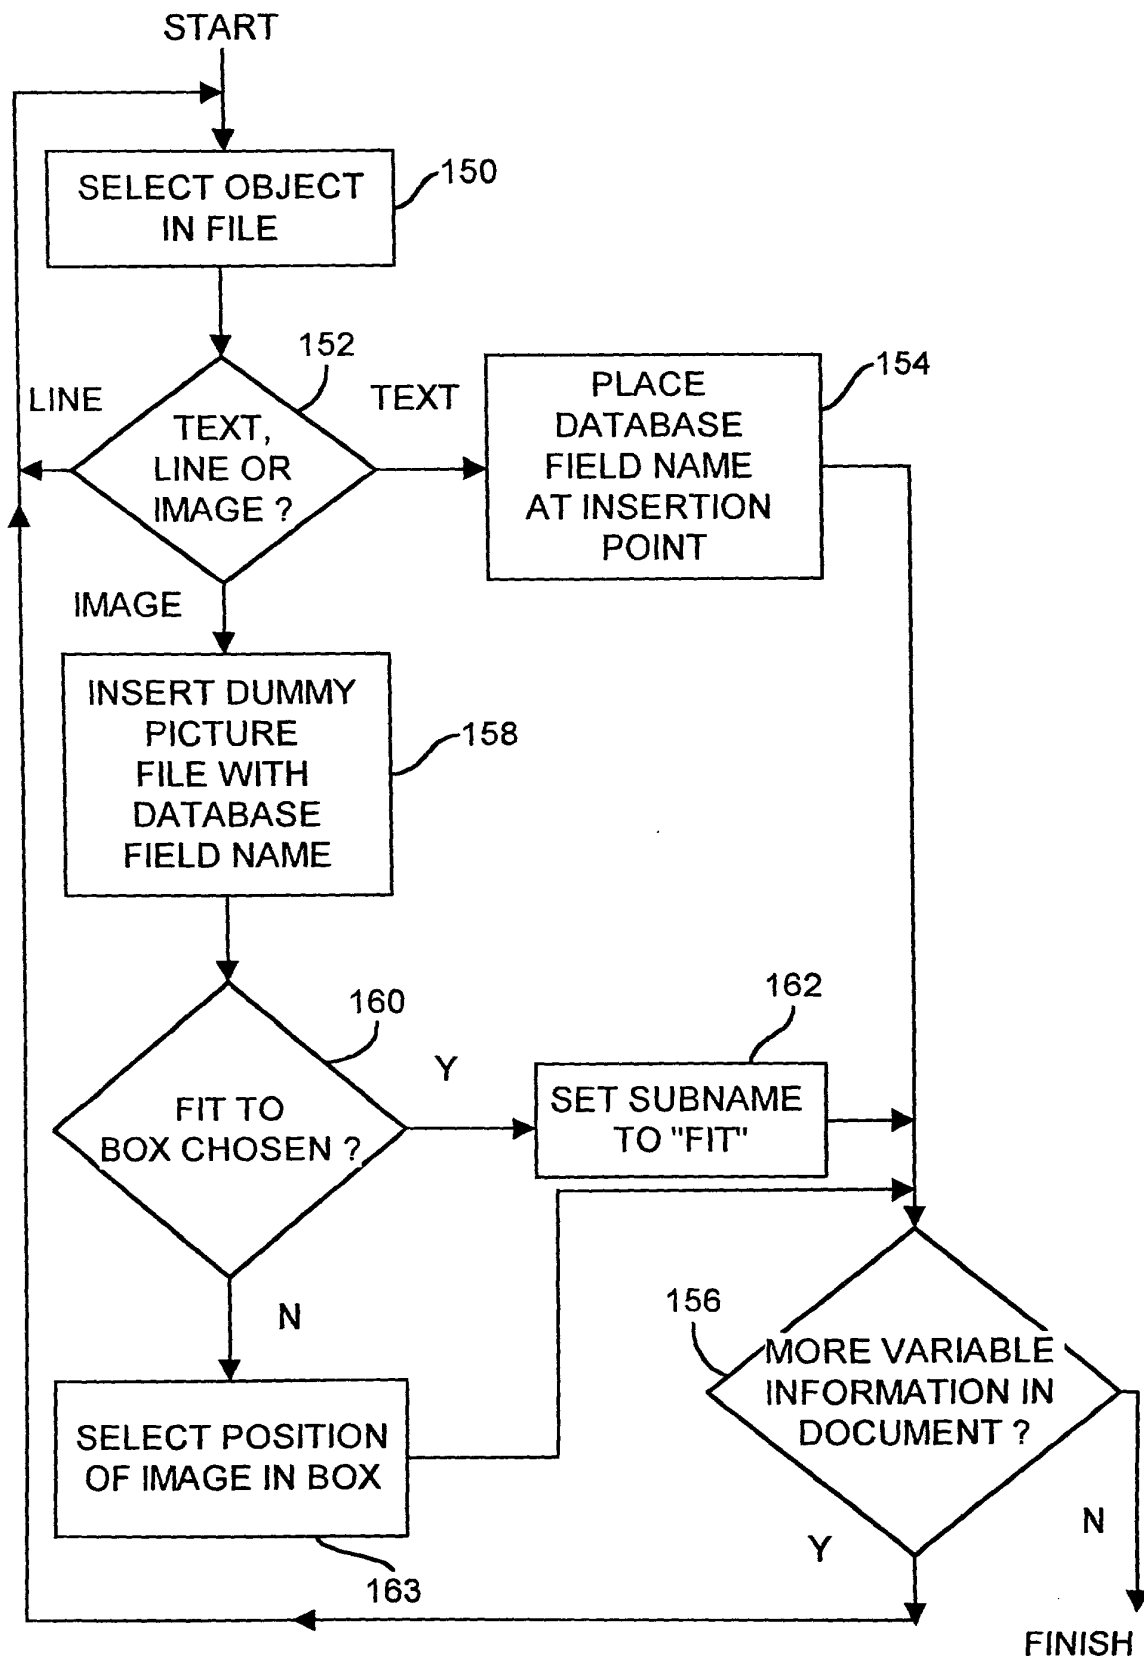 START
SELECT OBJECT
IN FILE
150
152
LINE
TEXT
TEXT,
LINE OR
IMAGE ?
IMAGE
PLACE
DATABASE
FIELD NAME
AT INSERTION
POINT
154
INSERT DUMMY
PICTURE
FILE WITH
DATABASE
FIELD NAME
158
160
FIT TO
BOX CHOSEN ?
Y
N
162
SET SUBNAME
TO "FIT"
SELECT POSITION
OF IMAGE IN BOX
163
156
MORE VARIABLE
INFORMATION IN
DOCUMENT ?
Y
N
FINISH